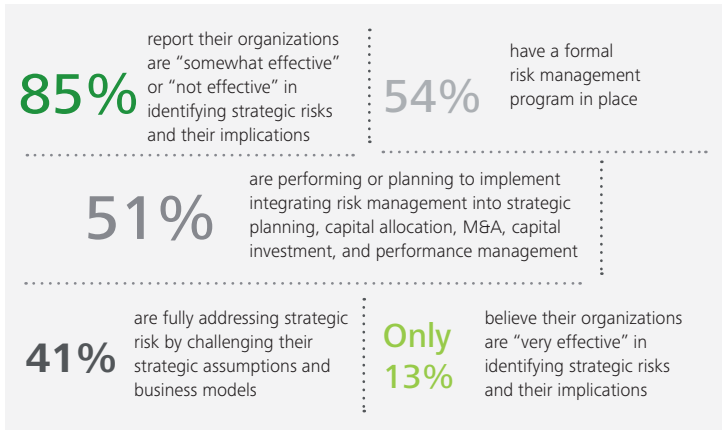 85%
report their organizations
are “somewhat effective”
or “not effective” in
identifying strategic risks
and their implications
54%
have a formal
risk management
program in place
51%
are performing or planning to implement
integrating risk management into strategic
planning, capital allocation, M&A, capital
investment, and performance management
41%
are fully addressing strategic
risk by challenging their
strategic assumptions and
business models
Only
13%
believe their organizations
are “very effective” in
identifying strategic risks
and their implications